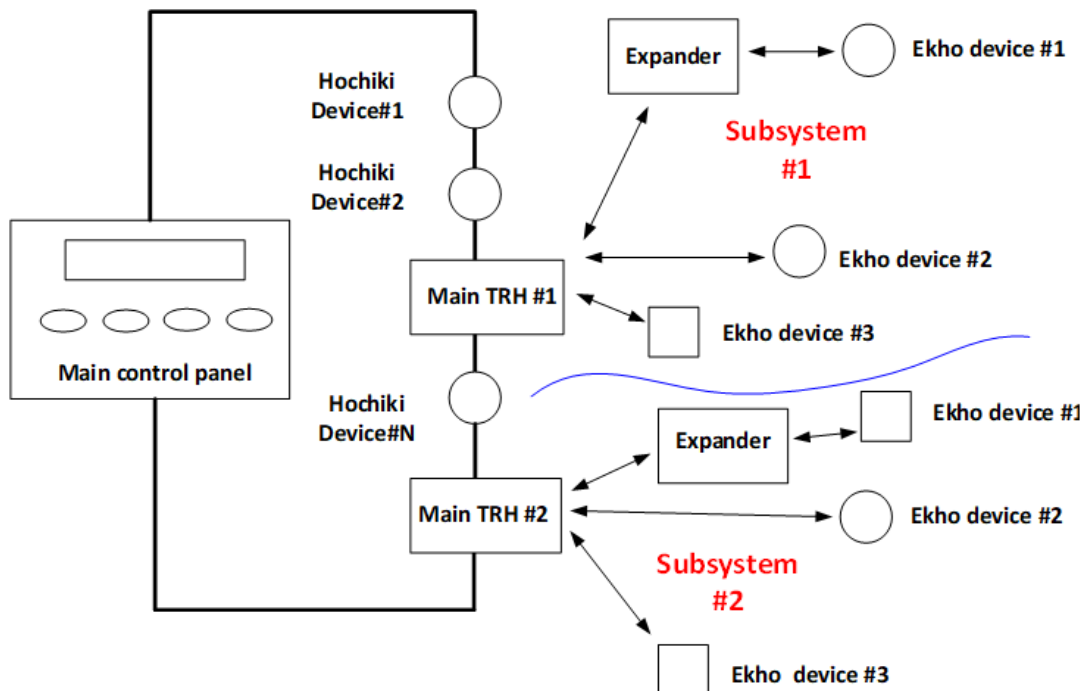 Hochiki
Device#1
Expander
Ekho device #1
Subsystem
#1
Hochiki
Device#2
Ekho device #2
Main TRH #1
Ekho device #3
Main control panel
Hochiki
Device#N
Ekho device #1
Expander
Main TRH #2
Ekho device #2
Subsystem
#2
Ekho  device #3